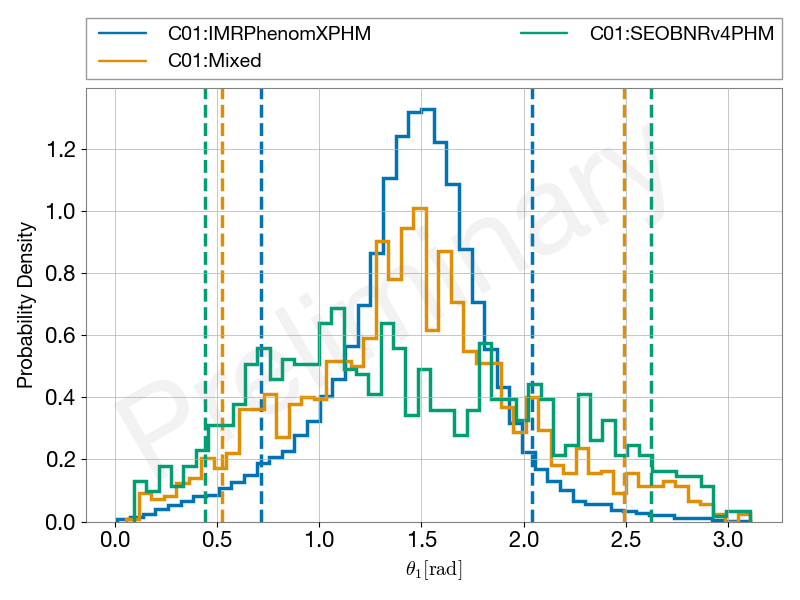 C01:IMRPhenomXPHM
C01:Mixed
C01:SEOBNRv4PHM
Preliminary
Probability Density
1.2
1.0
0.8
0.6
0.4
0.2
0.0
0.0 0.5 1.0 1.5 2.0 2.5 3.0
θ₁[rad]